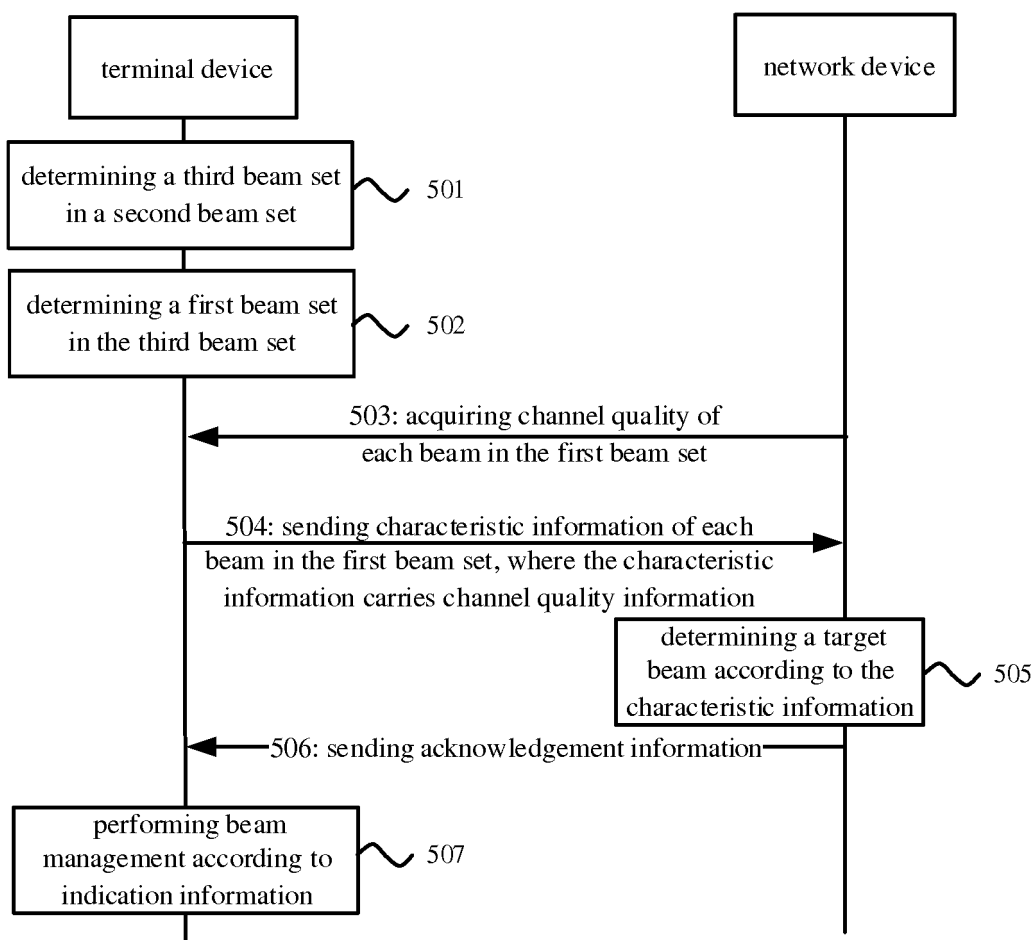 terminal device
network device
determining a third beam set
in a second beam set
501
determining a first beam set
in the third beam set
502
503: acquiring channel quality of
each beam in the first beam set
504: sending characteristic information of each
beam in the first beam set, where the characteristic
information carries channel quality information
determining a target
beam according to the
characteristic information
505
506: sending acknowledgement information
performing beam
management according to
indication information
507